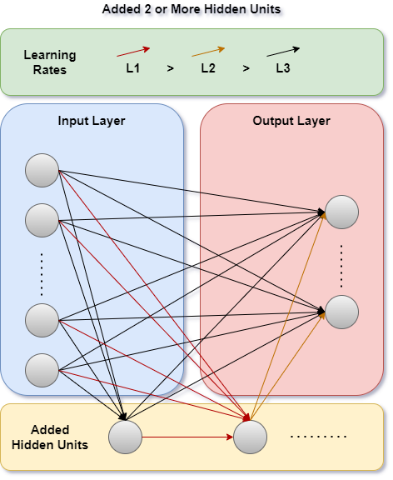 Added 2 or More Hidden Units
Learning
Rates
L1 > L2 > L3
Input Layer
Output Layer
Added
Hidden Units